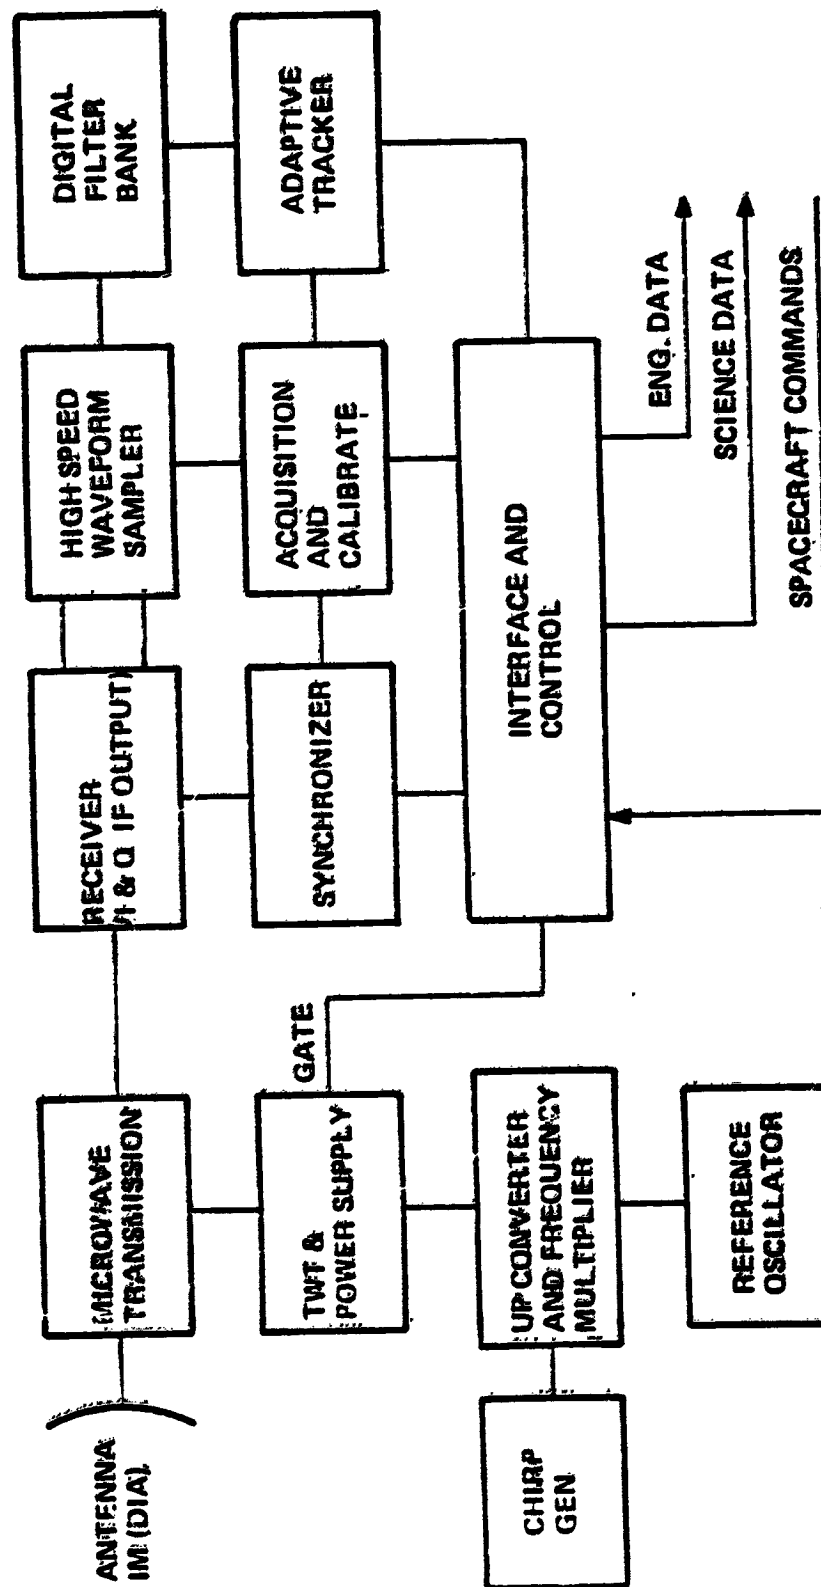 ANTENNA
IM (DIA).
MICROWAVE
TRANSMISSION
RECEIVER
(I & Q IF OUTPUT)
HIGH SPEED
WAVEFORM
SAMPLER
DIGITAL
FILTER
BANK
TWT &
POWER SUPPLY
GATE
SYNCHRONIZER
ACQUISITION
AND
CALIBRATE
ADAPTIVE
TRACKER
CHIRP
GEN
UP CONVERTER
AND FREQUENCY
MULTIPLIER
INTERFACE AND
CONTROL
REFERENCE
OSCILLATOR
ENG. DATA
SCIENCE DATA
SPACECRAFT COMMANDS